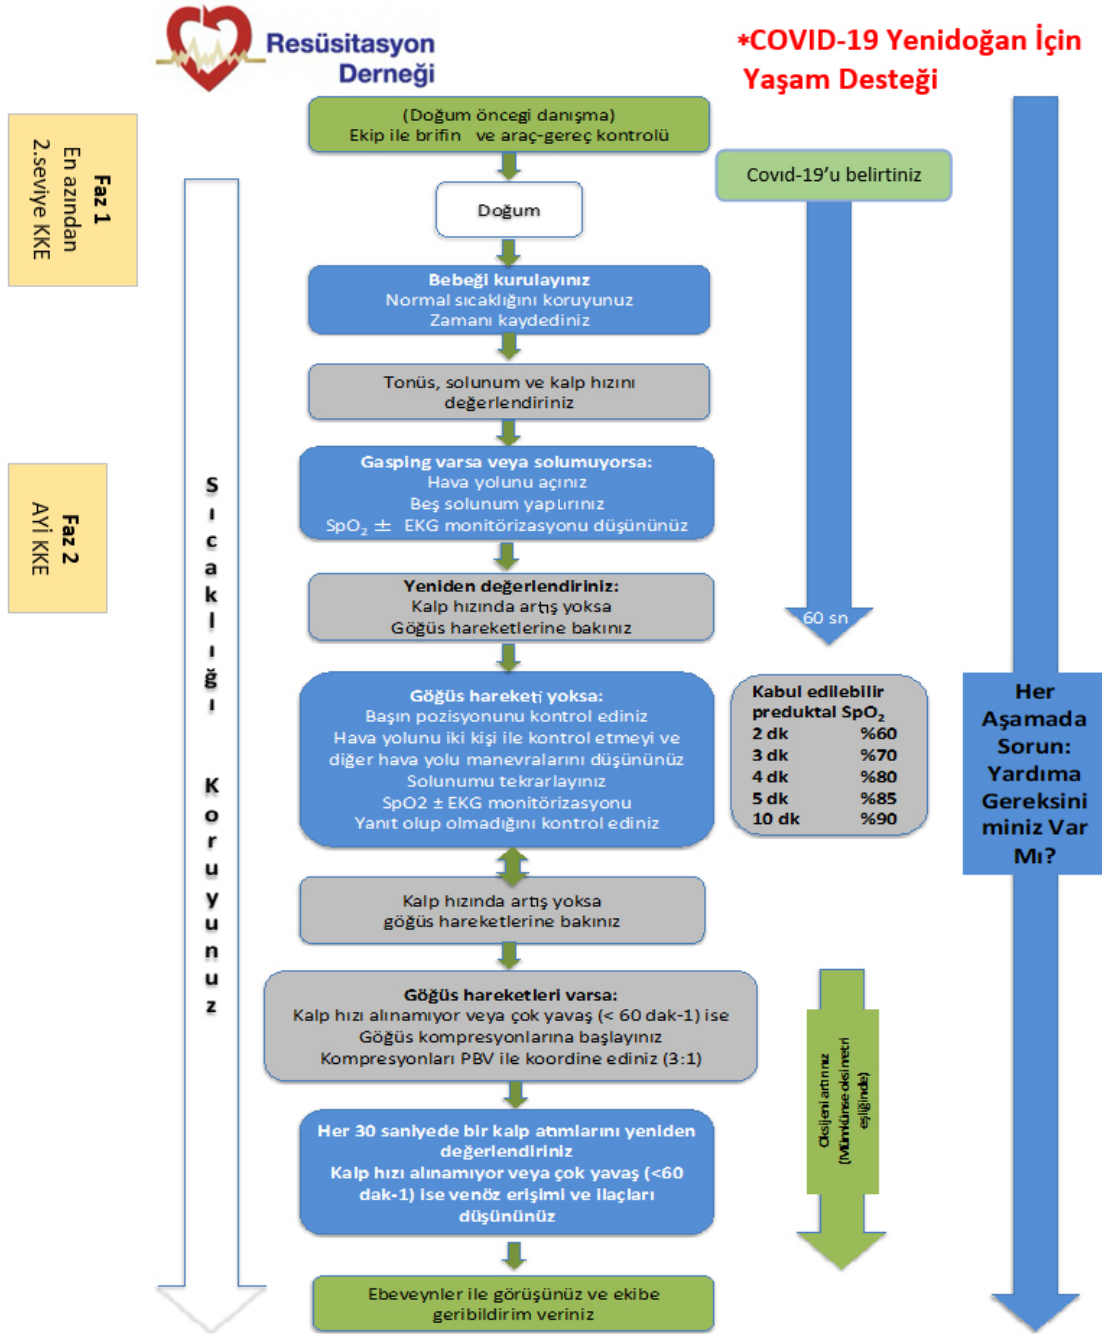 Resüsitasyon
Derneği
*COVID-19 Yenidoğan İçin
Yaşam Desteği
Faz 1
En azından
2.seviye KKE
Faz 2
AYİ KKE
Sıcaklığı Koruyunuz
(Doğum öncegi danışma)
Ekip ile brifin ve araç-gereç kontrolü
Covıd-19’u belirtiniz
Doğum
Bebeği kurulayınız
Normal sıcaklığını koruyunuz
Zamanı kaydediniz
Tonüs, solunum ve kalp hızını
değerlendiriniz
Gasping varsa veya solumuyorsa:
Hava yolunu açınız
Beş solunum yaptırınız
SpO₂ ± EKG monitörizasyonu düşününüz
Yeniden değerlendiriniz:
Kalp hızında artış yoksa
Göğüs hareketlerine bakınız
60 sn
Göğüs hareketi yoksa:
Başın pozisyonunu kontrol ediniz
Hava yolunu iki kişi ile kontrol etmeyi ve
diğer hava yolu manevralarını düşününüz
Solunumu tekrarlayınız
SpO2 ± EKG monitörizasyonu
Yanıt olup olmadığını kontrol ediniz
Kabul edilebilir
preduktal SpO₂
2 dk %60
3 dk %70
4 dk %80
5 dk %85
10 dk %90
Her
Aşamada
Sorun:
Yardıma
Gereksini
miniz Var
Mı?
Kalp hızında artış yoksa
göğüs hareketlerine bakınız
Göğüs hareketleri varsa:
Kalp hızı alınamıyor veya çok yavaş (< 60 dak-1) ise
Göğüs kompresyonlarına başlayınız
Kompresyonları PBV ile koordine ediniz (3:1)
Oksijeni artırınız
(Mümkünse oksimetri
eşliğinde)
Her 30 saniyede bir kalp atımlarını yeniden
değerlendiriniz
Kalp hızı alınamıyor veya çok yavaş (<60
dak-1) ise venöz erişimi ve ilaçları
düşününüz
Ebeveynler ile görüşünüz ve ekibe
geribildirim veriniz